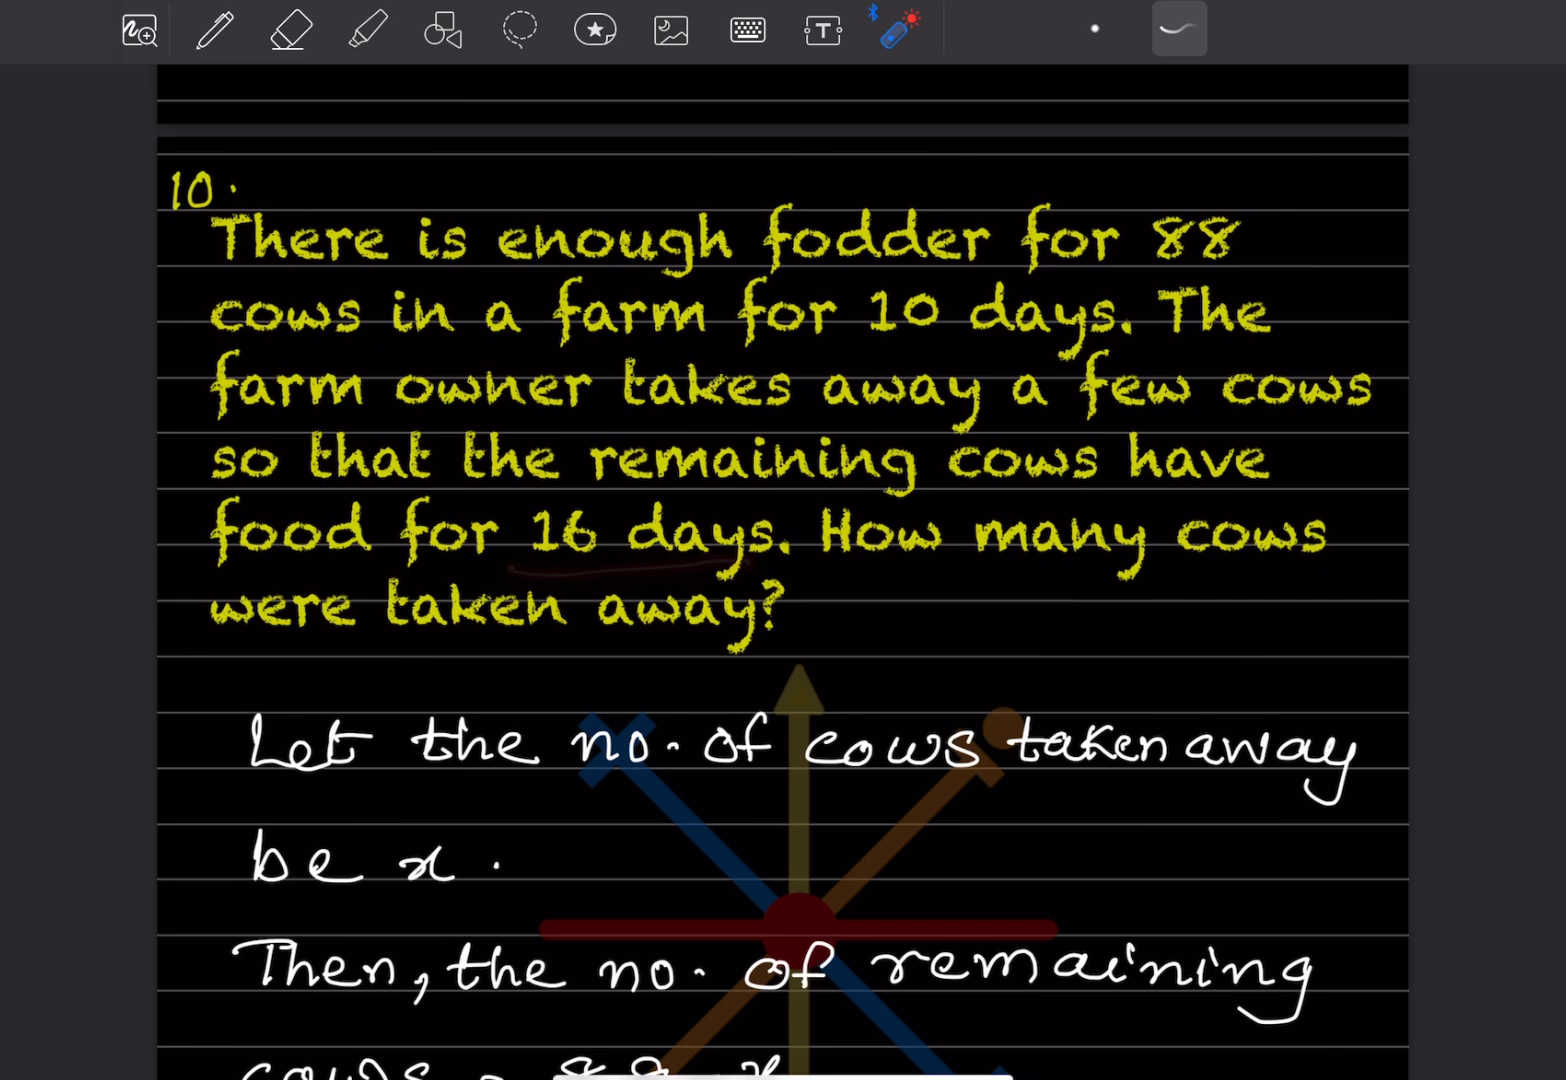 10.
There is enough fodder for 88
cows in a farm for 10 days. The
farm owner takes away a few cows
so that the remaining cows have
food for 16 days. How many cows
were taken away?
Let the no. of cows taken away
be x.
Then, the no. of remaining
cows = 88 - x